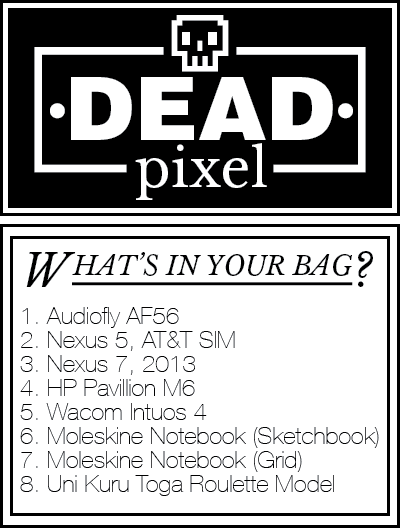 •DEAD•
pixel
WHAT'S IN YOUR BAG?
1. Audiofly AF56
2. Nexus 5, AT&T SIM
3. Nexus 7, 2013
4. HP Pavillion M6
5. Wacom Intuos 4
6. Moleskine Notebook (Sketchbook)
7. Moleskine Notebook (Grid)
8. Uni Kuru Toga Roulette Model